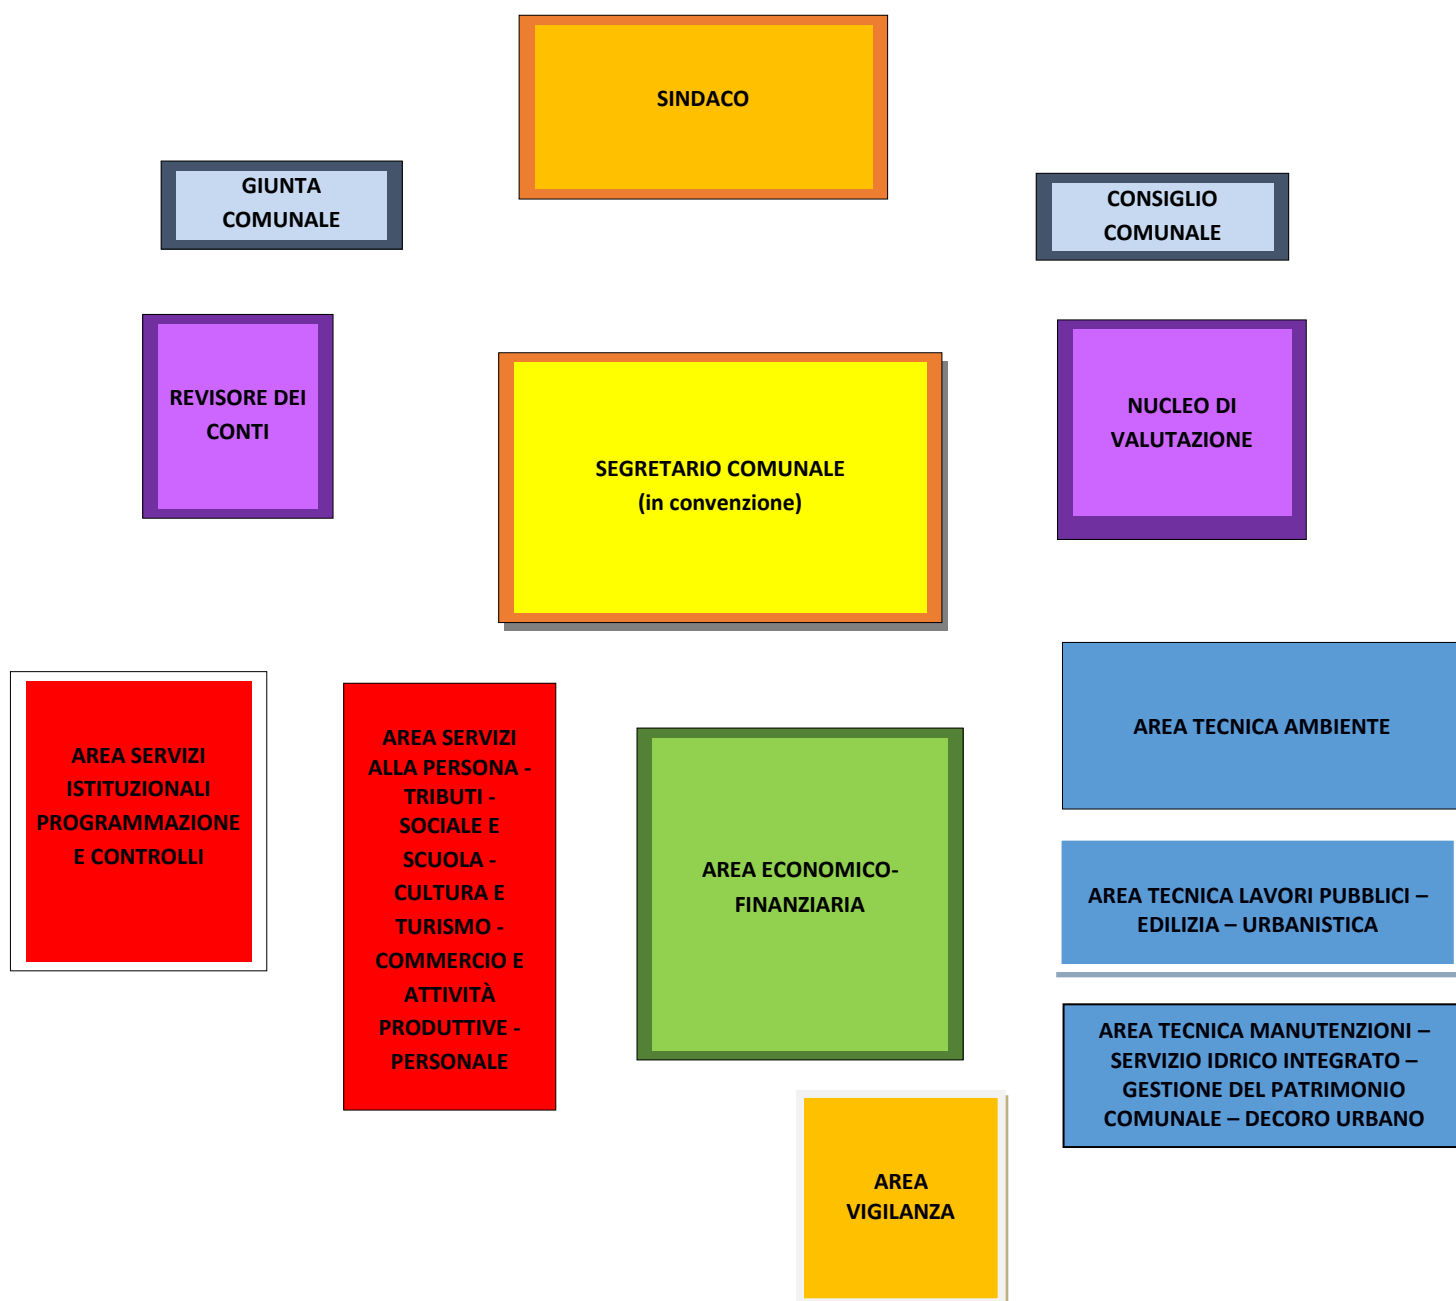 SINDACO
GIUNTA
COMUNALE
CONSIGLIO
COMUNALE
REVISORE DEI
CONTI
SEGRETARIO COMUNALE
(in convenzione)
NUCLEO DI
VALUTAZIONE
AREA SERVIZI
ISTITUZIONALI
PROGRAMMAZIONE
E CONTROLLI
AREA SERVIZI
ALLA PERSONA -
TRIBUTI -
SOCIALE E
SCUOLA -
CULTURA E
TURISMO -
COMMERCIO E
ATTIVITÀ
PRODUTTIVE -
PERSONALE
AREA ECONOMICO-
FINANZIARIA
AREA TECNICA AMBIENTE
AREA TECNICA LAVORI PUBBLICI –
EDILIZIA – URBANISTICA
AREA TECNICA MANUTENZIONI –
SERVIZIO IDRICO INTEGRATO –
GESTIONE DEL PATRIMONIO
COMUNALE – DECORO URBANO
AREA
VIGILANZA